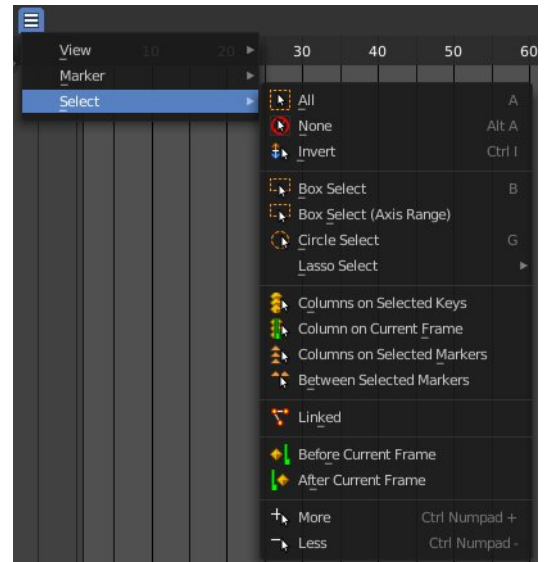 View 10 20 30 40 50 60
Marker
Select
All A
None Alt A
Invert Ctrl I
Box Select B
Box Select (Axis Range)
Circle Select G
Lasso Select
Columns on Selected Keys
Column on Current Frame
Columns on Selected Markers
Between Selected Markers
Linked
Before Current Frame
After Current Frame
More Ctrl Numpad +
Less Ctrl Numpad -